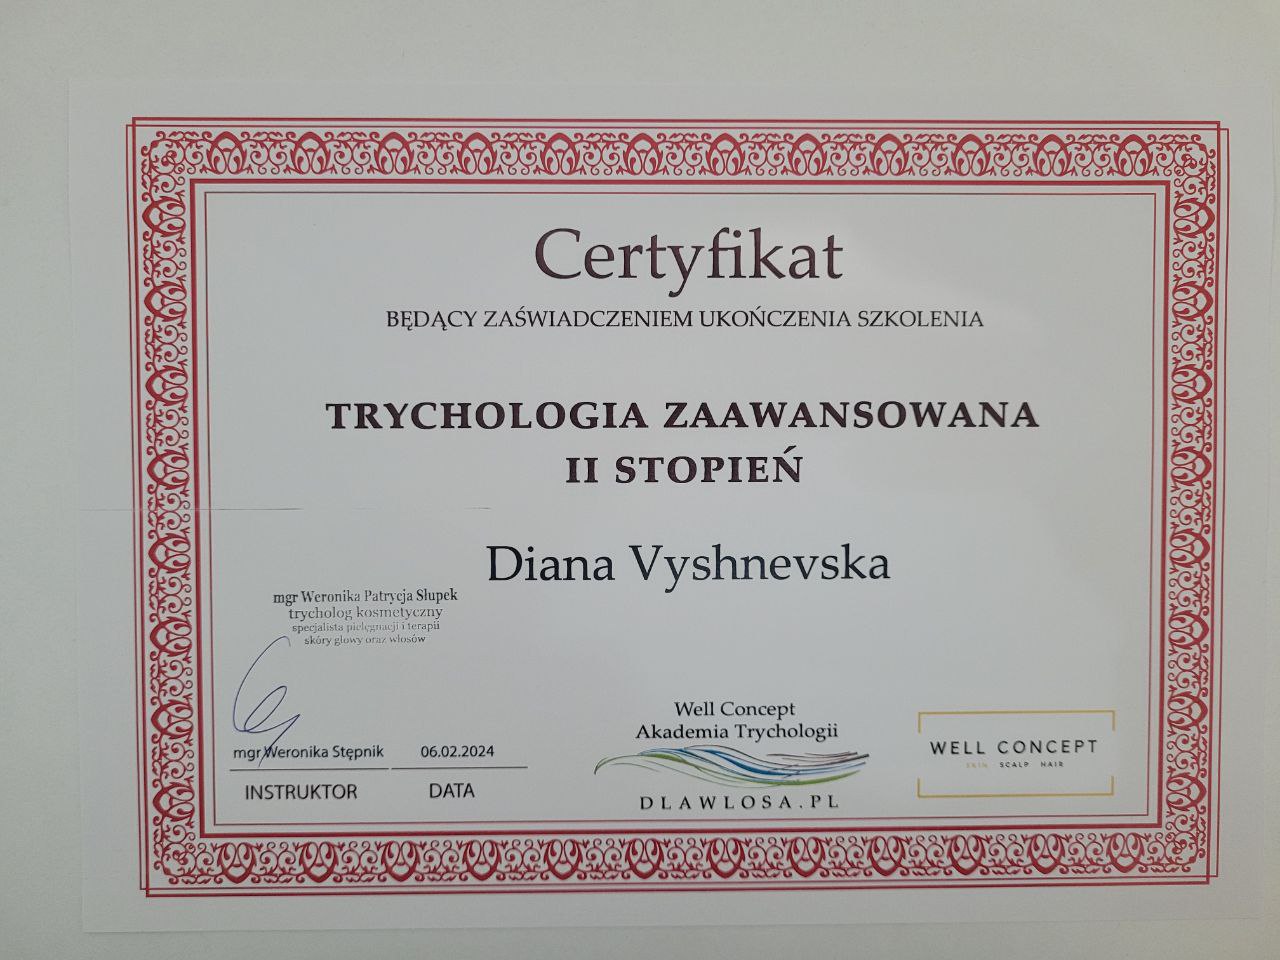 Certyfikat
BĘDĄCY ZAŚWIADCZENIEM UKOŃCZENIA SZKOLENIA
TRYCHOLOGIA ZAAWANSOWANA
II STOPIEŃ
Diana Vyshnevska
mgr Weronika Patrycja Słupek
trycholog kosmetyczny
specjalista pielęgnacji i terapii
skóry głowy oraz włosów
mgr Weronika Stępnik 06.02.2024
INSTRUKTOR DATA
Well Concept
Akademia Trychologii
DLAWLOSA.PL
WELL CONCEPT
SKIN SCALP HAIR